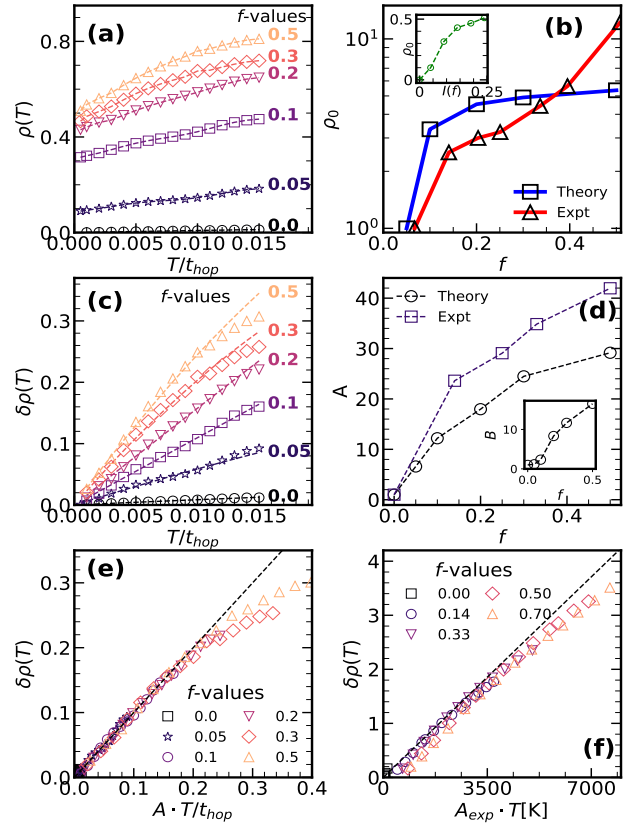 (a)
f-values
0.5
0.3
0.2
0.1
0.05
0.0
0.8
0.4
0.0
ρ(T)
0.000 0.005 0.010 0.015
T/t_hop
(b)
0.5
0.0
ρ₀
0.00 0.25
I(f)
10¹
10⁰
ρ₀
Theory
Expt
0.0 0.2 0.4
f
(c)
f-values
0.5
0.3
0.2
0.1
0.05
0.0
0.3
0.2
0.1
0.0
δρ(T)
0.000 0.005 0.010 0.015
T/t_hop
(d)
Theory
Expt
40
30
20
10
0
A
10
0
B
0.0 0.5
f
0.0 0.2 0.4
f
(e)
0.4
0.3
0.2
0.1
0.0
δρ(T)
f-values
0.0 0.2
0.05 0.3
0.1 0.5
0.0 0.1 0.2 0.3 0.4
A · T/t_hop
f-values
0.00 0.50
0.14 0.70
0.33
4
3
2
1
0
δρ(T)
(f)
0 3500 7000
A_exp · T[K]